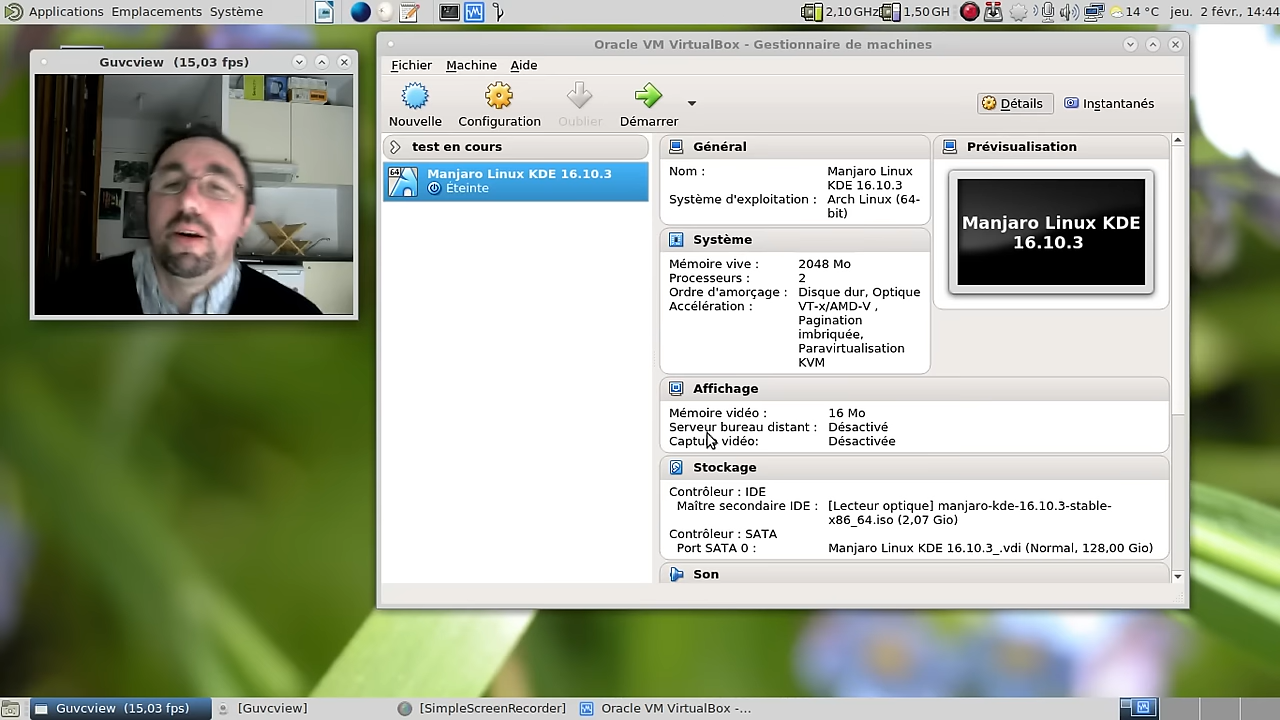 Applications Emplacements Système 2,10 GHz 1,50 GH 14 °C jeu. 2 févr., 14:44
Guvcview (15,03 fps)
Oracle VM VirtualBox - Gestionnaire de machines
Fichier Machine Aide
Nouvelle Configuration Oublier Démarrer Détails Instantanés
test en cours
64 Manjaro Linux KDE 16.10.3
Éteinte
Général
Nom : Manjaro Linux
KDE 16.10.3
Système d'exploitation : Arch Linux (64-
bit)
Prévisualisation
Manjaro Linux KDE
16.10.3
Système
Mémoire vive : 2048 Mo
Processeurs : 2
Ordre d'amorçage : Disque dur, Optique
Accélération : VT-x/AMD-V ,
Pagination
imbriquée,
Paravirtualisation
KVM
Affichage
Mémoire vidéo : 16 Mo
Serveur bureau distant : Désactivé
Capture vidéo: Désactivée
Stockage
Contrôleur : IDE
Maître secondaire IDE : [Lecteur optique] manjaro-kde-16.10.3-stable-
x86_64.iso (2,07 Gio)
Contrôleur : SATA
Port SATA 0 : Manjaro Linux KDE 16.10.3_.vdi (Normal, 128,00 Gio)
Son
Guvcview (15,03 fps) [Guvcview] [SimpleScreenRecorder] Oracle VM VirtualBox -...